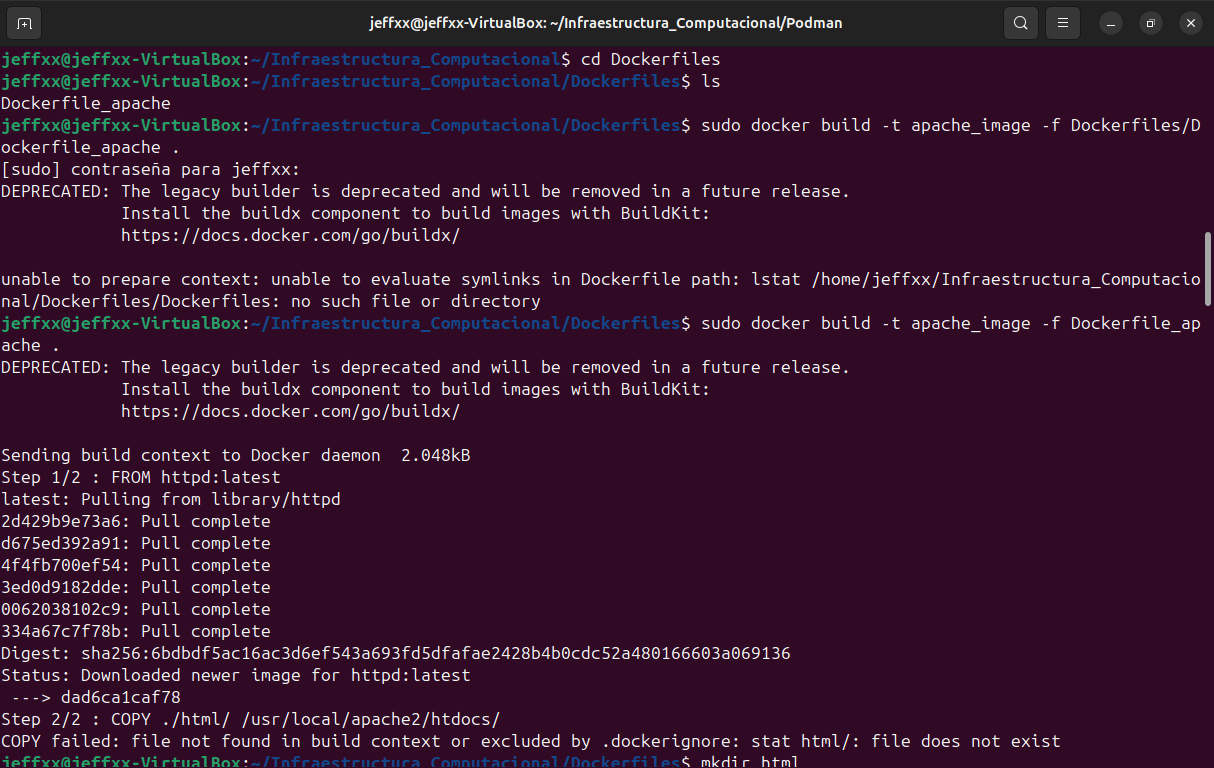 jeffxx@jeffxx-VirtualBox: ~/Infraestructura_Computacional/Podman
jeffxx@jeffxx-VirtualBox:~/Infraestructura_Computacional$ cd Dockerfiles
jeffxx@jeffxx-VirtualBox:~/Infraestructura_Computacional/Dockerfiles$ ls
Dockerfile_apache
jeffxx@jeffxx-VirtualBox:~/Infraestructura_Computacional/Dockerfiles$ sudo docker build -t apache_image -f Dockerfiles/D
ockerfile_apache .
[sudo] contraseña para jeffxx:
DEPRECATED: The legacy builder is deprecated and will be removed in a future release.
            Install the buildx component to build images with BuildKit:
            https://docs.docker.com/go/buildx/
unable to prepare context: unable to evaluate symlinks in Dockerfile path: lstat /home/jeffxx/Infraestructura_Computacio
nal/Dockerfiles/Dockerfiles: no such file or directory
jeffxx@jeffxx-VirtualBox:~/Infraestructura_Computacional/Dockerfiles$ sudo docker build -t apache_image -f Dockerfile_ap
ache .
DEPRECATED: The legacy builder is deprecated and will be removed in a future release.
            Install the buildx component to build images with BuildKit:
            https://docs.docker.com/go/buildx/
Sending build context to Docker daemon  2.048kB
Step 1/2 : FROM httpd:latest
latest: Pulling from library/httpd
2d429b9e73a6: Pull complete
d675ed392a91: Pull complete
4f4fb700ef54: Pull complete
3ed0d9182dde: Pull complete
0062038102c9: Pull complete
334a67c7f78b: Pull complete
Digest: sha256:6bdbdf5ac16ac3d6ef543a693fd5dfafae2428b4b0cdc52a480166603a069136
Status: Downloaded newer image for httpd:latest
 ---> dad6ca1caf78
Step 2/2 : COPY ./html/ /usr/local/apache2/htdocs/
COPY failed: file not found in build context or excluded by .dockerignore: stat html/: file does not exist
jeffxx@jeffxx-VirtualBox:~/Infraestructura_Computacional/Dockerfiles$ mkdir html